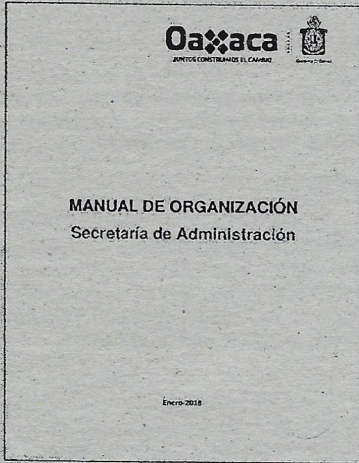 Oaxaca
JUNTOS CONSTRUIMOS EL CAMBIO
MANUAL DE ORGANIZACIÓN
Secretaría de Administración
Enero-2018